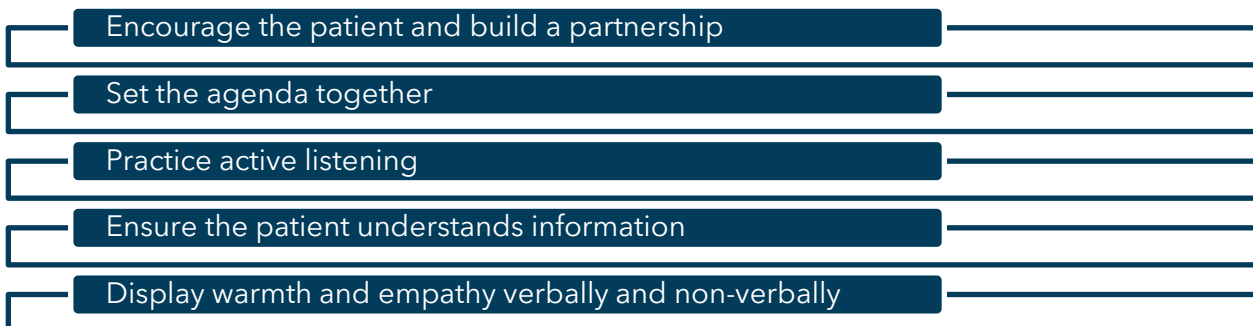 Encourage the patient and build a partnership
Set the agenda together
Practice active listening
Ensure the patient understands information
Display warmth and empathy verbally and non-verbally